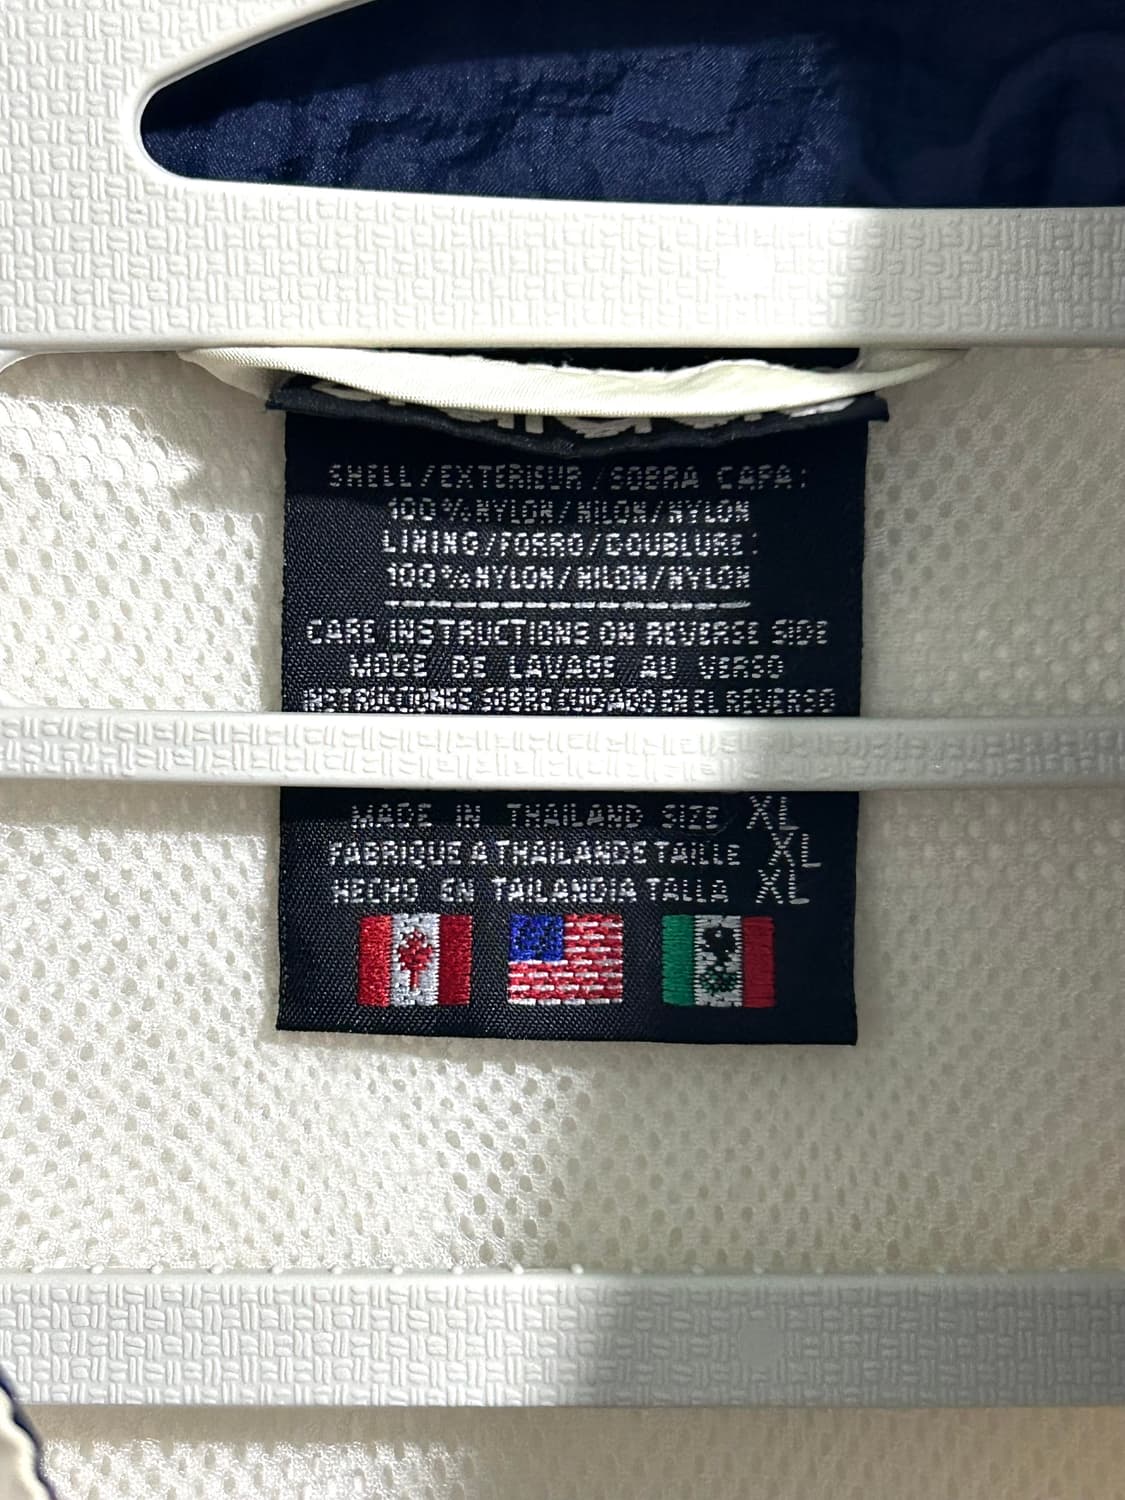 SHELL/EXTERIEUR/SOBRA CAPA:
100%NYLON/NILON/NYLON
LINING/FORRO/DOUBLURE:
100%NYLON/NILON/NYLON
CARE INSTRUCTIONS ON REVERSE SIDE
MODE DE LAVAGE AU VERSO
INSTRUCCIONES SOBRE CUIDADO EN EL REVERSO
MADE IN THAILAND SIZE XL
FABRIQUE A THAILANDE TAILLE XL
HECHO EN TAILANDIA TALLA XL